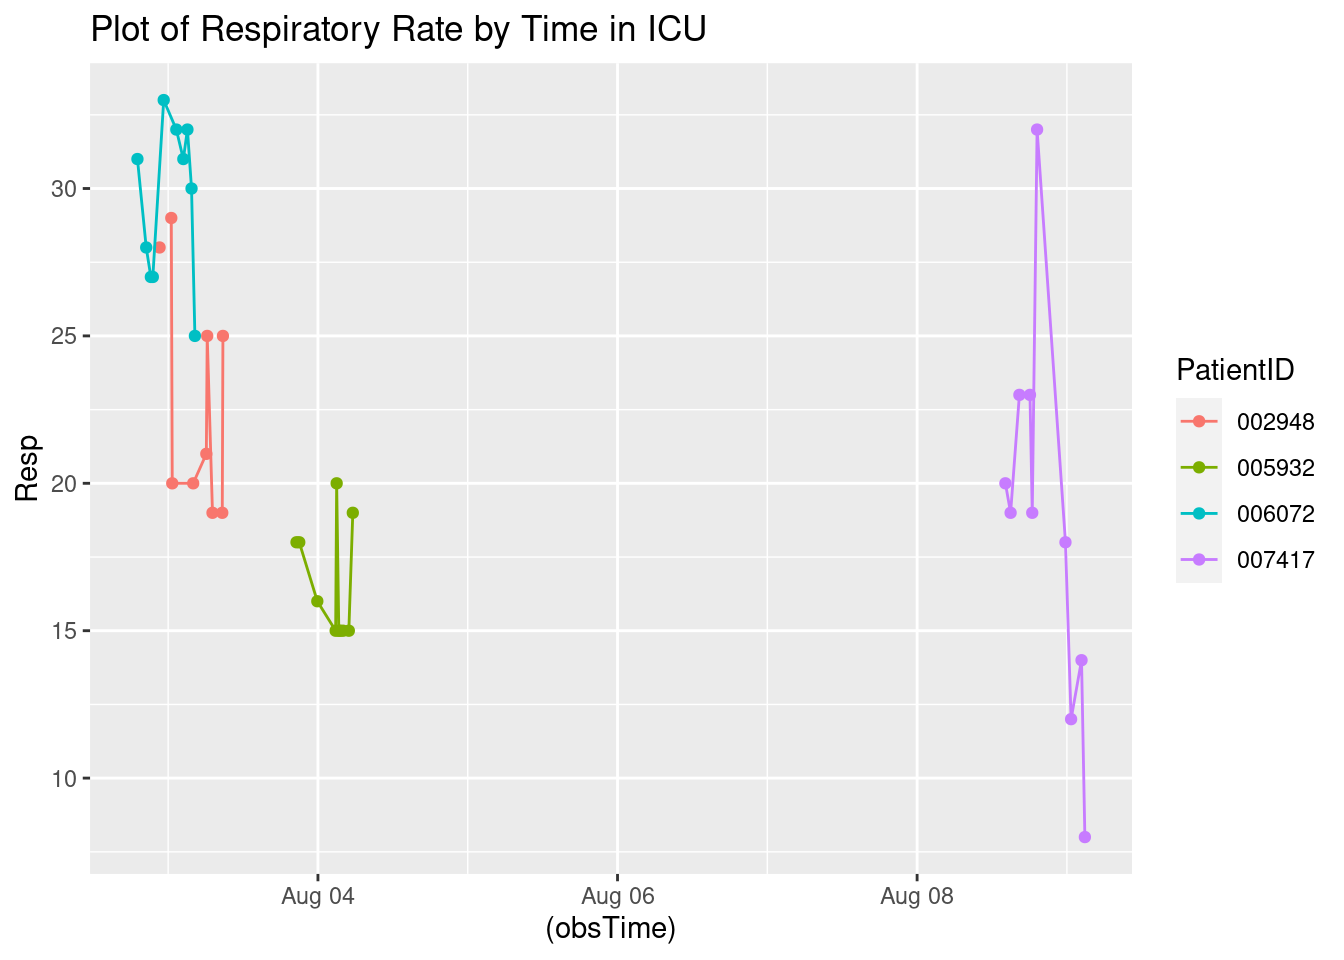 Plot of Respiratory Rate by Time in ICU
30
25
20
15
10
Resp
Aug 04 Aug 06 Aug 08
(obsTime)
PatientID
002948
005932
006072
007417